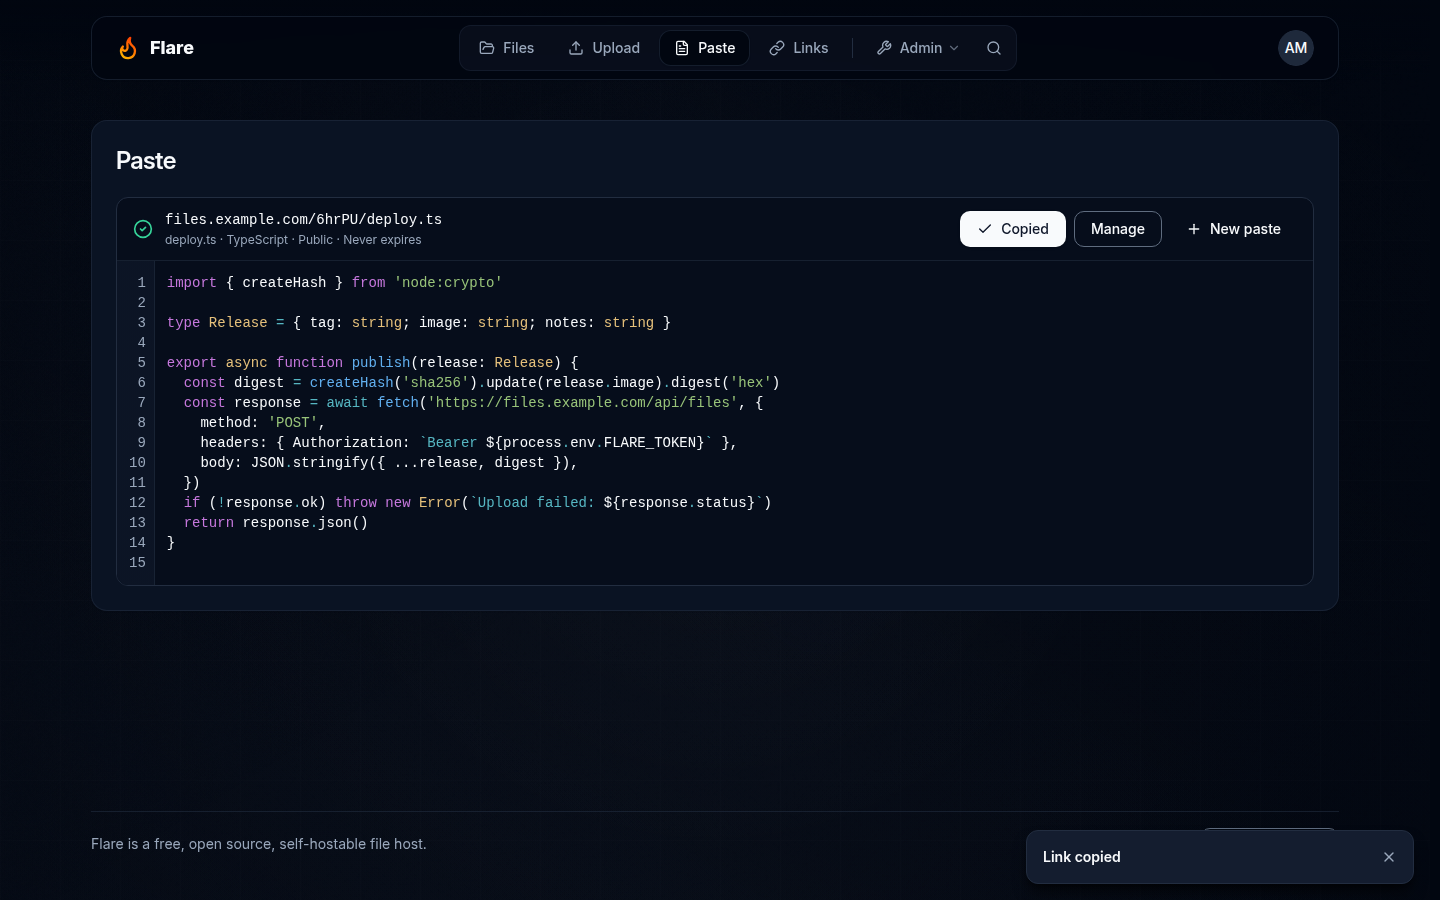 Flare
Files
Upload
Paste
Links
Admin
AM
Paste
files.example.com/6hrPU/deploy.ts
deploy.ts · TypeScript · Public · Never expires
Copied
Manage
New paste
1 import { createHash } from 'node:crypto'
2
3 type Release = { tag: string; image: string; notes: string }
4
5 export async function publish(release: Release) {
6   const digest = createHash('sha256').update(release.image).digest('hex')
7   const response = await fetch('https://files.example.com/api/files', {
8     method: 'POST',
9     headers: { Authorization: `Bearer ${process.env.FLARE_TOKEN}` },
10     body: JSON.stringify({ ...release, digest }),
11   })
12   if (!response.ok) throw new Error(`Upload failed: ${response.status}`)
13   return response.json()
14 }
15
Flare is a free, open source, self-hostable file host.
Link copied